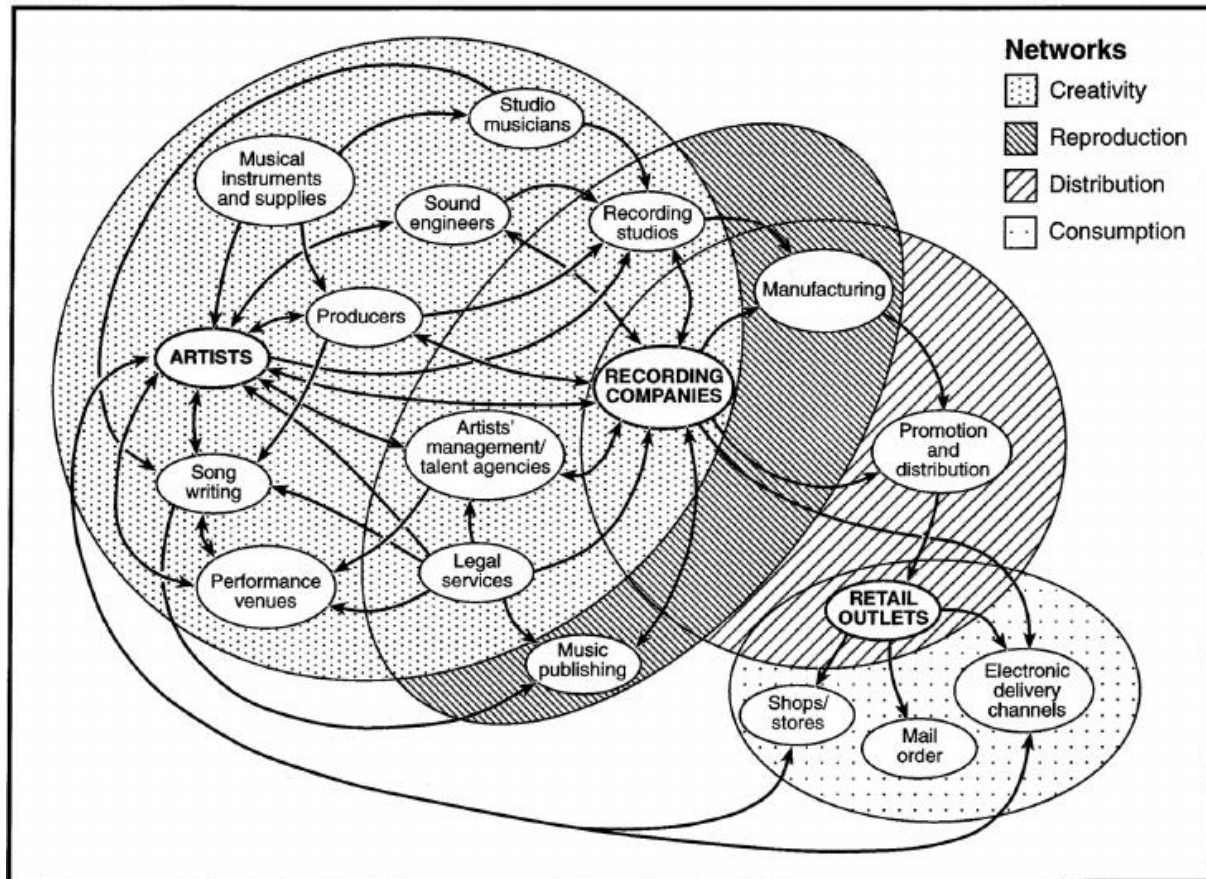 Networks
Creativity
Reproduction
Distribution
Consumption
Studio
musicians
Musical
instruments
and supplies
Sound
engineers
Recording
studios
Manufacturing
Producers
ARTISTS
RECORDING
COMPANIES
Artists'
management/
talent agencies
Promotion
and
distribution
Song
writing
Legal
services
Performance
venues
RETAIL
OUTLETS
Music
publishing
Electronic
delivery
channels
Shops/
stores
Mail
order